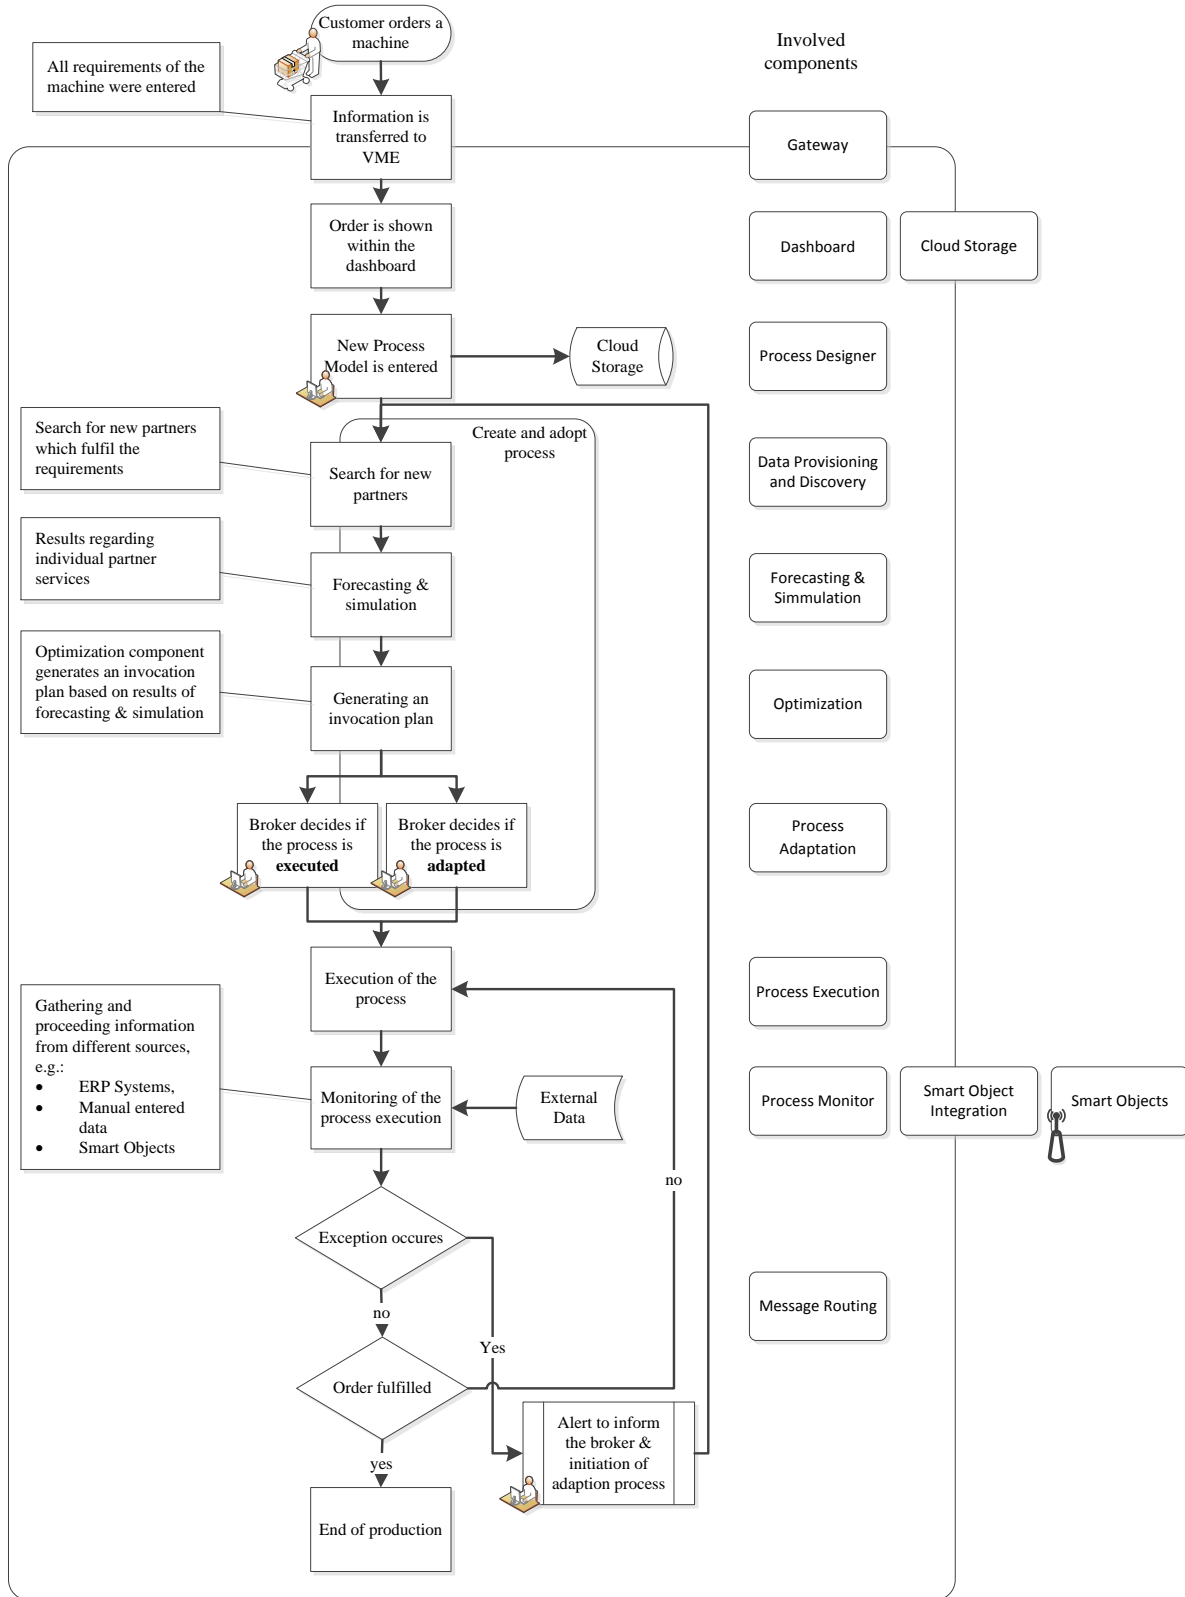 Customer orders a
machine
Involved
components
All requirements of the
machine were entered
Information is
transferred to
VME
Gateway
Order is shown
within the
dashboard
Dashboard
Cloud Storage
New Process
Model is entered
Cloud
Storage
Process Designer
Create and adopt
process
Search for new partners
which fulfil the
requirements
Search for new
partners
Data Provisioning
and Discovery
Results regarding
individual partner
services
Forecasting &
simulation
Forecasting &
Simmulation
Optimization component
generates an invocation
plan based on results of
forecasting & simulation
Generating an
invocation plan
Optimization
Broker decides if
the process is
executed
Broker decides if
the process is
adapted
Process
Adaptation
Execution of the
process
Process Execution
Gathering and
proceeding information
from different sources,
e.g.:
• ERP Systems,
• Manual entered
data
• Smart Objects
Monitoring of the
process execution
External
Data
Process Monitor
Smart Object
Integration
Smart Objects
no
Exception occures
Message Routing
no
Yes
Order fulfilled
Alert to inform
the broker &
initiation of
adaption process
yes
End of production